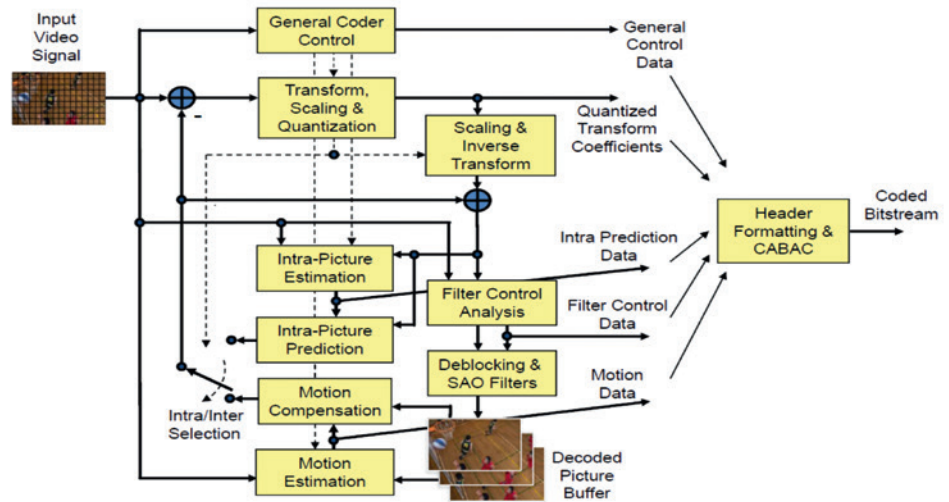 Input
Video
Signal
General Coder
Control
General
Control
Data
Transform,
Scaling &
Quantization
-
Quantized
Transform
Coefficients
Scaling &
Inverse
Transform
Coded
Bitstream
Header
Formatting &
CABAC
Intra-Picture
Estimation
Intra Prediction
Data
Filter Control
Analysis
Filter Control
Data
Intra-Picture
Prediction
Deblocking &
SAO Filters
Motion
Data
Motion
Compensation
Intra/Inter
Selection
Motion
Estimation
Decoded
Picture
Buffer